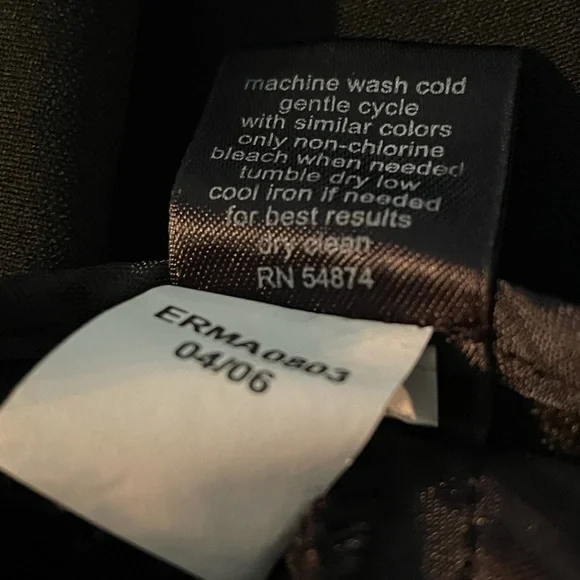 machine wash cold
gentle cycle
with similar colors
only non-chlorine
bleach when needed
tumble dry low
cool iron if needed
for best results
dry clean
RN 54874
ERMA0803
04/06